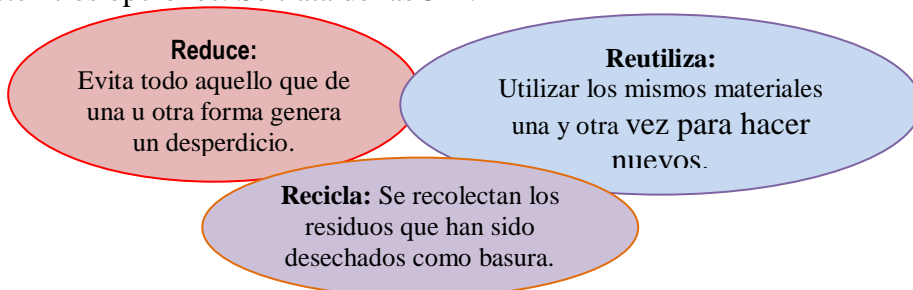 Reduce:
Evita todo aquello que de
una u otra forma genera
un desperdicio.
Reutiliza:
Utilizar los mismos materiales
una y otra vez para hacer
nuevos.
Recicla: Se recolectan los
residuos que han sido
desechados como basura.